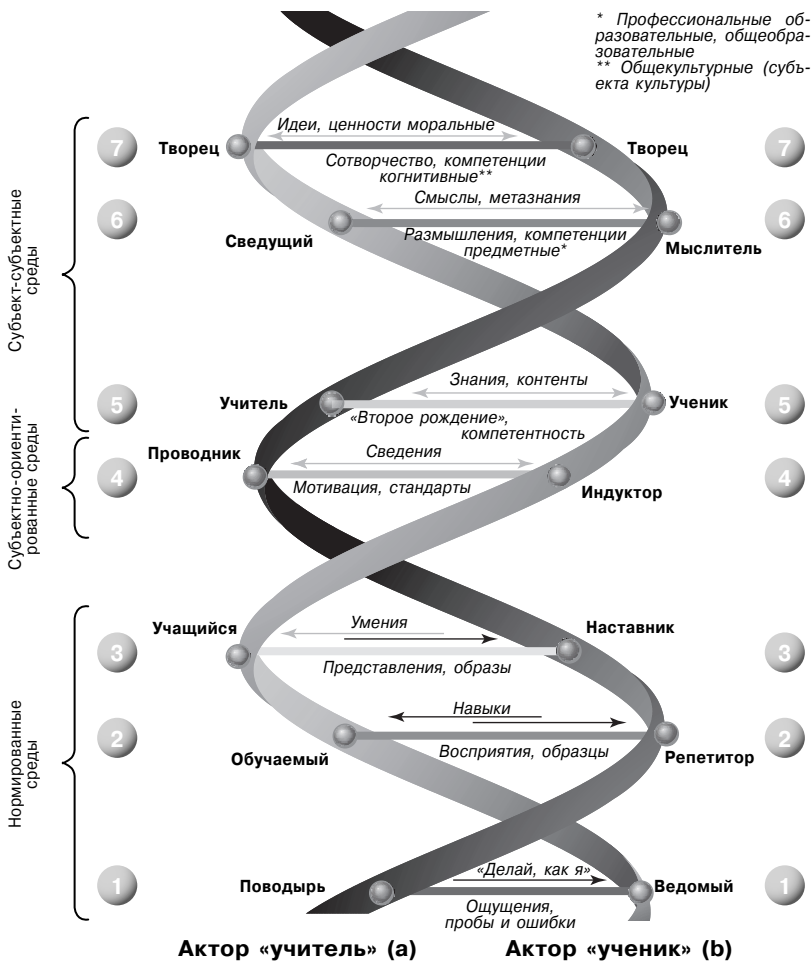 * Профессиональные об-
разовательные, общеобра-
зовательные
** Общекультурные (субъ-
екта культуры)
Субъект-субъектные
среды
7
Творец
Идеи, ценности моральные
Сотворчество, компетенции
когнитивные**
Творец
7
6
Сведущий
Смыслы, метазнания
Размышления, компетенции
предметные*
Мыслитель
6
5
Учитель
Знания, контенты
«Второе рождение»,
компетентность
Ученик
5
Субъектно-ориенти-
рованные среды
4
Проводник
Сведения
Мотивация, стандарты
Индуктор
4
Нормированные
среды
3
Учащийся
Умения
Представления, образы
Наставник
3
2
Обучаемый
Навыки
Восприятия, образцы
Репетитор
2
1
Поводырь
«Делай, как я»
Ощущения,
пробы и ошибки
Ведомый
1
Актор «учитель» (a)
Актор «ученик» (b)